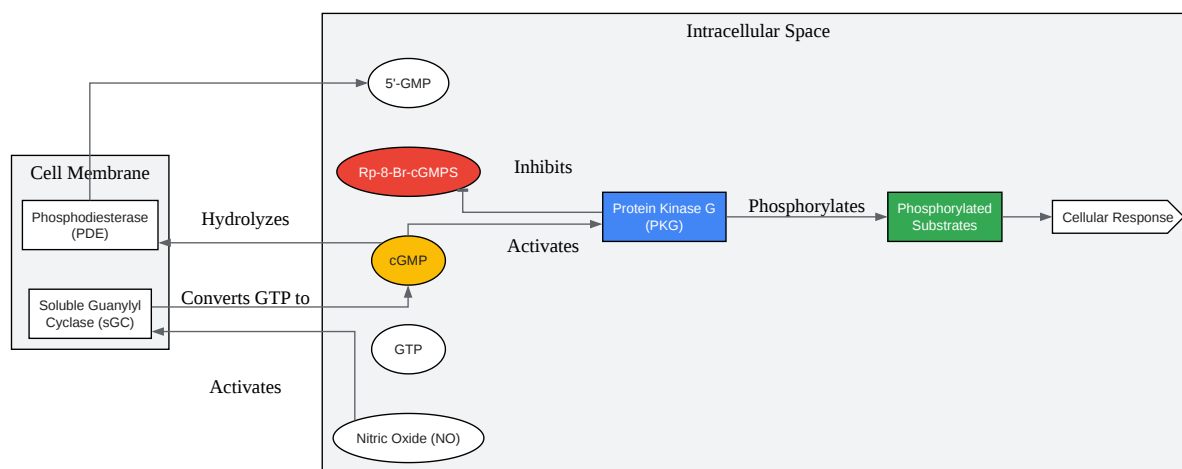 Intracellular Space
5'-GMP
Cell Membrane
Rp-8-Br-cGMPS
Inhibits
Phosphodiesterase
(PDE)
Hydrolyzes
Protein Kinase G
(PKG)
Phosphorylates
Phosphorylated
Substrates
Cellular Response
Activates
cGMP
Soluble Guanylyl
Cyclase (sGC)
Converts GTP to
GTP
Activates
Nitric Oxide (NO)